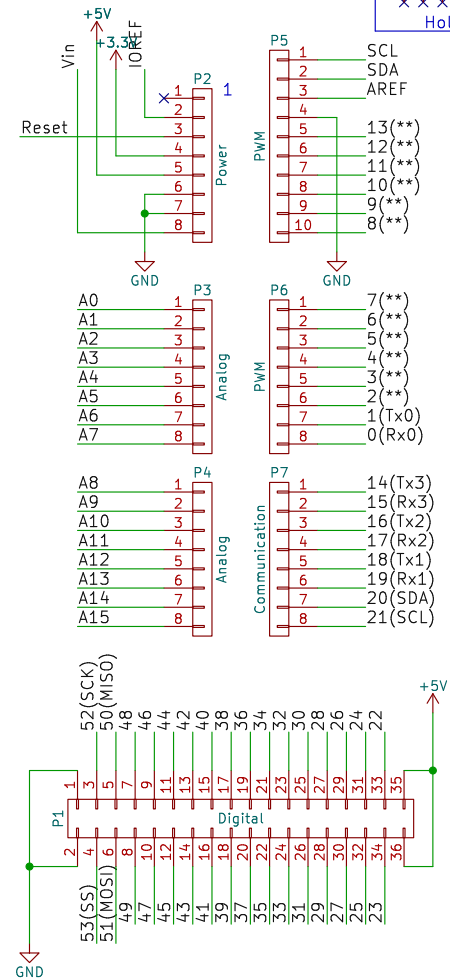 +5V
+3.3V
Vin
IOREF
Hol
P2
1
Reset
1
2
3
4
5
6
7
8
Power
GND
P5
1 SCL
2 SDA
3 AREF
4
5 13(**)
6 12(**)
7 11(**)
8 10(**)
9 9(**)
10 8(**)
PWM
GND
P3
A0 1
A1 2
A2 3
A3 4
A4 5
A5 6
A6 7
A7 8
Analog
P6
1 7(**)
2 6(**)
3 5(**)
4 4(**)
5 3(**)
6 2(**)
7 1(Tx0)
8 0(Rx0)
PWM
P4
A8 1
A9 2
A10 3
A11 4
A12 5
A13 6
A14 7
A15 8
Analog
P7
1 14(Tx3)
2 15(Rx3)
3 16(Tx2)
4 17(Rx2)
5 18(Tx1)
6 19(Rx1)
7 20(SDA)
8 21(SCL)
Communication
+5V
52(SCK) 50(MISO) 48 46 44 42 40 38 36 34 32 30 28 26 24 22
1 3 5 7 9 11 13 15 17 19 21 23 25 27 29 31 33 35
P1
Digital
2 4 6 8 10 12 14 16 18 20 22 24 26 28 30 32 34 36
53(SS) 51(MOSI) 49 47 45 43 41 39 37 35 33 31 29 27 25 23
GND